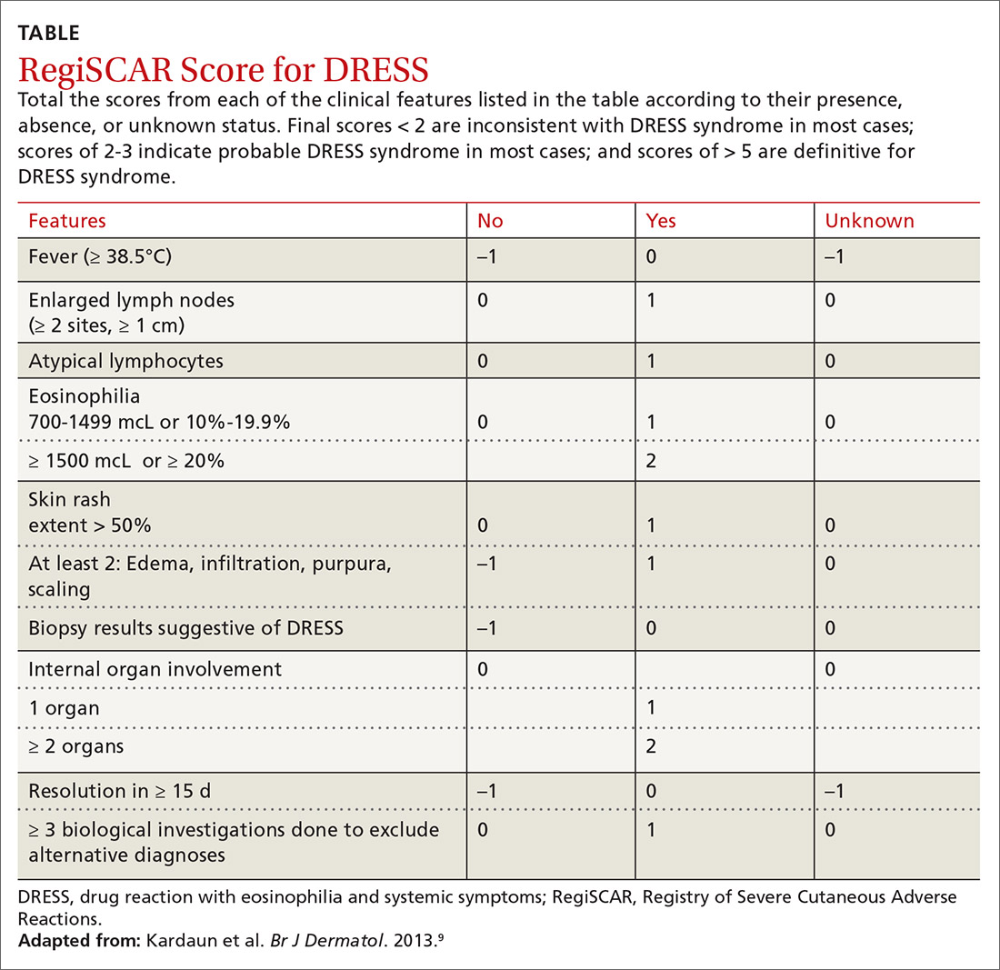 TABLE
RegiSCAR Score for DRESS
Total the scores from each of the clinical features listed in the table according to their presence,
absence, or unknown status. Final scores < 2 are inconsistent with DRESS syndrome in most cases;
scores of 2-3 indicate probable DRESS syndrome in most cases; and scores of > 5 are definitive for
DRESS syndrome.
Features No Yes Unknown
Fever (≥ 38.5°C) –1 0 –1
Enlarged lymph nodes 0 1 0
(≥ 2 sites, ≥ 1 cm)
Atypical lymphocytes 0 1 0
Eosinophilia
700-1499 mcL or 10%-19.9% 0 1 0
≥ 1500 mcL or ≥ 20% 2
Skin rash
extent > 50% 0 1 0
At least 2: Edema, infiltration, purpura, –1 1 0
scaling
Biopsy results suggestive of DRESS –1 0 0
Internal organ involvement 0 0
1 organ 1
≥ 2 organs 2
Resolution in ≥ 15 d –1 0 –1
≥ 3 biological investigations done to exclude 0 1 0
alternative diagnoses
DRESS, drug reaction with eosinophilia and systemic symptoms; RegiSCAR, Registry of Severe Cutaneous Adverse
Reactions.
Adapted from: Kardaun et al. Br J Dermatol. 2013.⁹